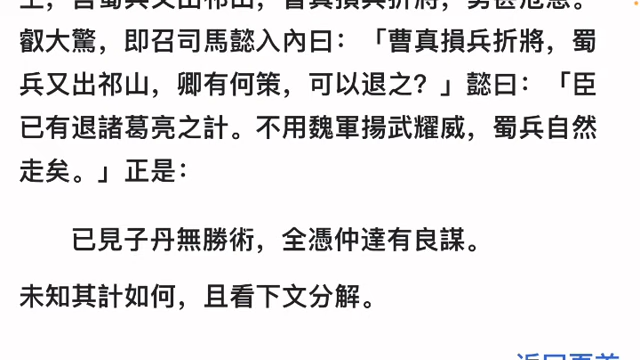 叡大驚，即召司馬懿入內曰：「曹真損兵折將，蜀
兵又出祁山，卿有何策，可以退之？」懿曰：「臣
已有退諸葛亮之計。不用魏軍揚武耀威，蜀兵自然
走矣。」正是：
已見子丹無勝術，全憑仲達有良謀。
未知其計如何，且看下文分解。